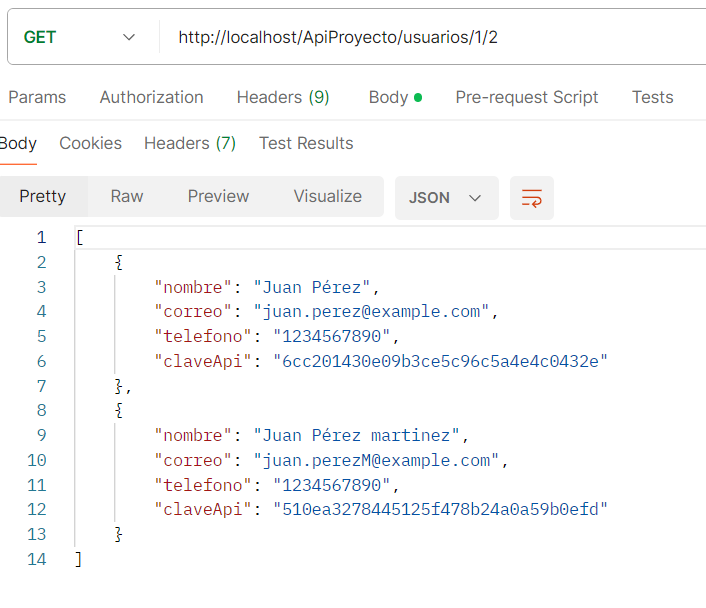 GET http://localhost/ApiProyecto/usuarios/1/2
Params Authorization Headers (9) Body Pre-request Script Tests
Body Cookies Headers (7) Test Results
Pretty Raw Preview Visualize JSON
1 [
2 {
3 "nombre": "Juan Pérez",
4 "correo": "juan.perez@example.com",
5 "telefono": "1234567890",
6 "claveApi": "6cc201430e09b3ce5c96c5a4e4c0432e"
7 },
8 {
9 "nombre": "Juan Pérez martinez",
10 "correo": "juan.perezM@example.com",
11 "telefono": "1234567890",
12 "claveApi": "510ea3278445125f478b24a0a59b0efd"
13 }
14 ]